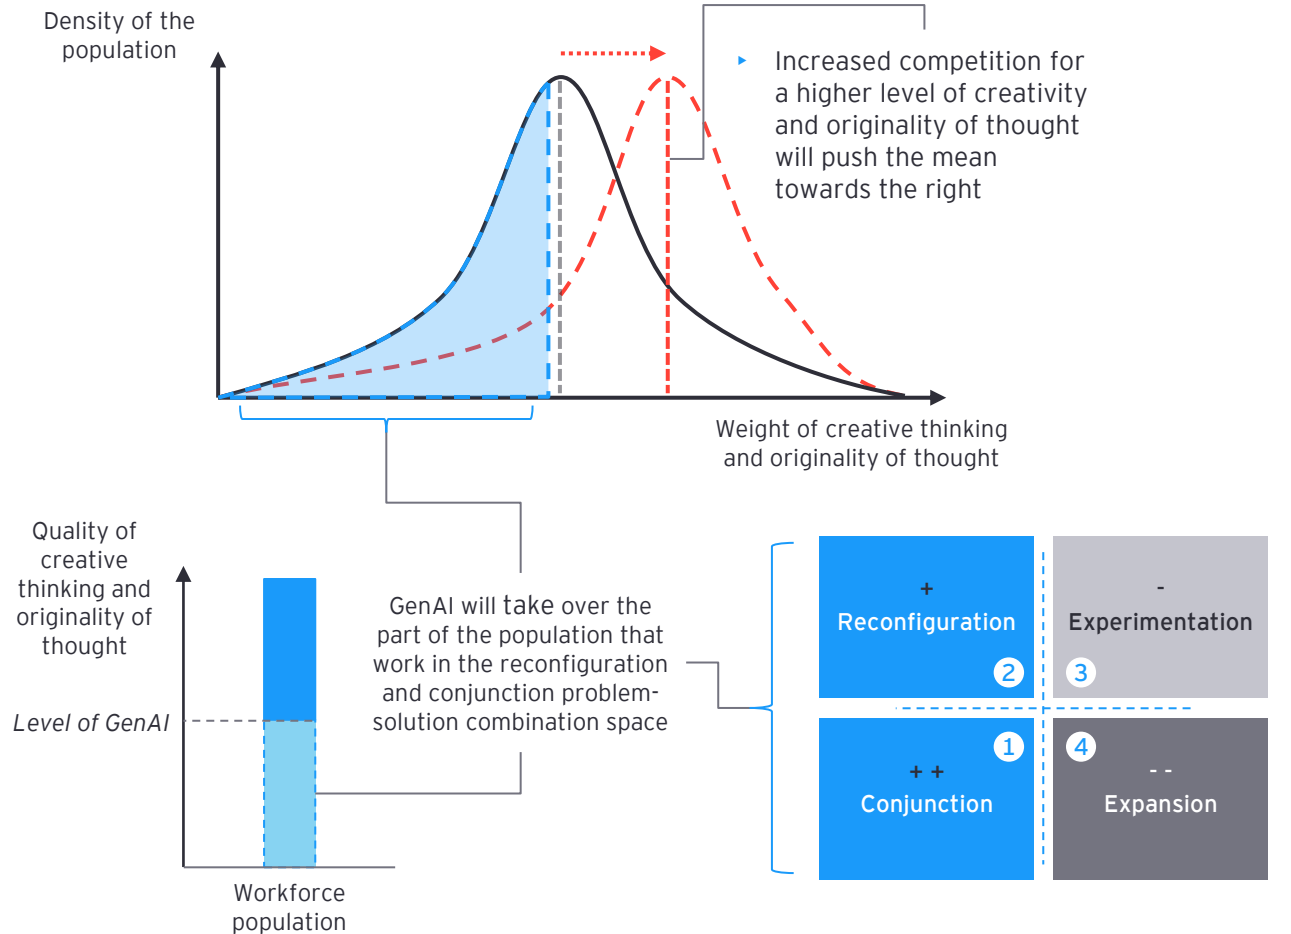 Density of the
population
Increased competition for
a higher level of creativity
and originality of thought
will push the mean
towards the right
Weight of creative thinking
and originality of thought
Quality of
creative
thinking and
originality of
thought
Level of GenAI
Workforce
population
GenAI will take over the
part of the population that
work in the reconfiguration
and conjunction problem-
solution combination space
+
Reconfiguration
2
-
Experimentation
3
1
+ +
Conjunction
4
- -
Expansion